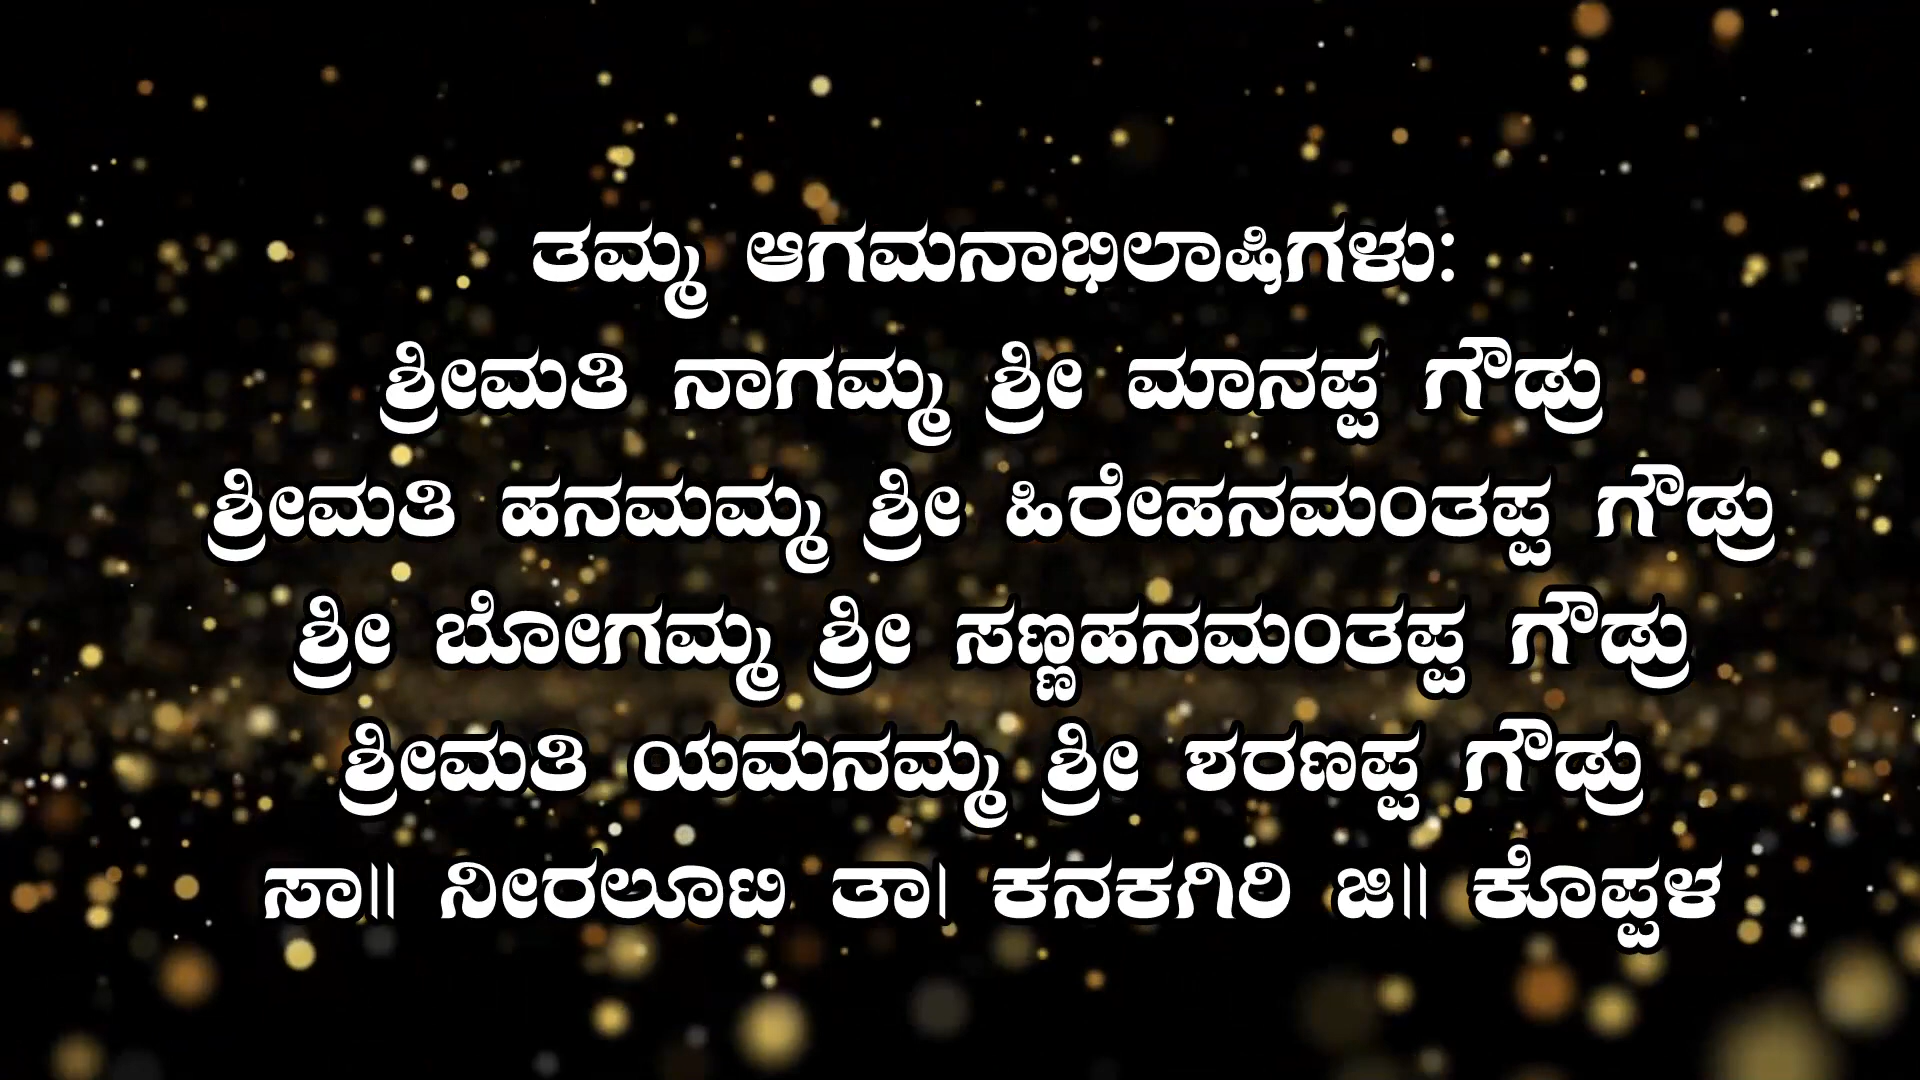 ತಮ್ಮ ಆಗಮನಾಭಿಲಾಷಿಗಳು:
ಶ್ರೀಮತಿ ನಾಗಮ್ಮ ಶ್ರೀ ಮಾನಪ್ಪ ಗೌಡ್ರು
ಶ್ರೀಮತಿ ಹನಮಮ್ಮ ಶ್ರೀ ಹಿರೇಹನಮಂತಪ್ಪ ಗೌಡ್ರು
ಶ್ರೀ ಬೋಗಮ್ಮ ಶ್ರೀ ಸಣ್ಣಹನಮಂತಪ್ಪ ಗೌಡ್ರು
ಶ್ರೀಮತಿ ಯಮನಮ್ಮ ಶ್ರೀ ಶರಣಪ್ಪ ಗೌಡ್ರು
ಸಾ|| ನೀರಲೂಟಿ ತಾ| ಕನಕಗಿರಿ ಜಿ|| ಕೊಪ್ಪಳ